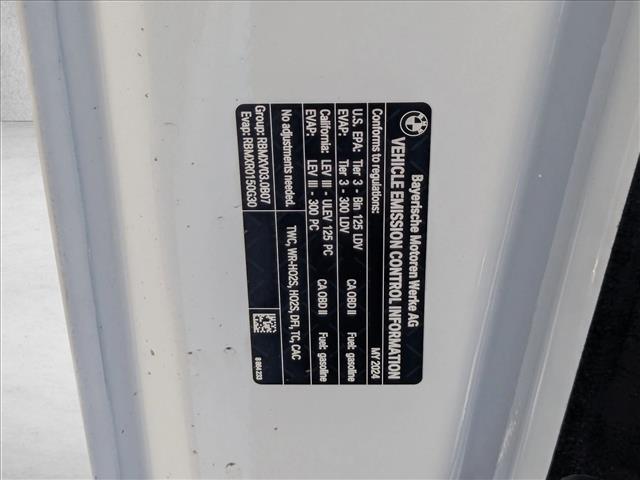 Bayerische Motoren Werke AG
VEHICLE EMISSION CONTROL INFORMATION
Conforms to regulations: MY 2024
U.S. EPA: Tier 3 - Bin 125 LDV CA OBD II Fuel: gasoline
EVAP: Tier 3 - 300 LDV
California: LEV III - ULEV 125 PC CA OBD II Fuel: gasoline
EVAP: LEV III - 300 PC
No adjustments needed. TWC, WR-HO2S, HO2S, DFI, TC, CAC
Group: RBMXV03.0B07
Evap: RBMXR0150G30